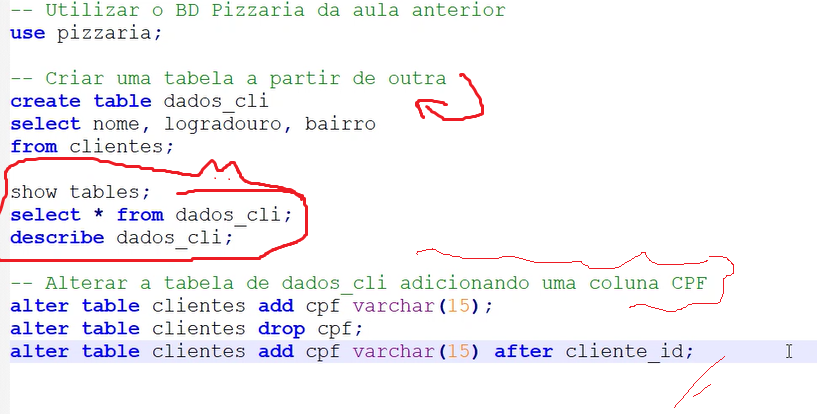 -- Utilizar o BD Pizzaria da aula anterior
use pizzaria;
-- Criar uma tabela a partir de outra
create table dados_cli
select nome, logradouro, bairro
from clientes;
show tables;
select * from dados_cli;
describe dados_cli;
-- Alterar a tabela de dados_cli adicionando uma coluna CPF
alter table clientes add cpf varchar(15);
alter table clientes drop cpf;
alter table clientes add cpf varchar(15) after cliente_id;